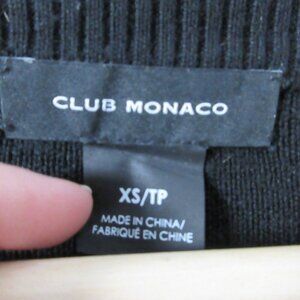 CLUB MONACO
XS/TP
MADE IN CHINA/
FABRIQUÉ EN CHINE